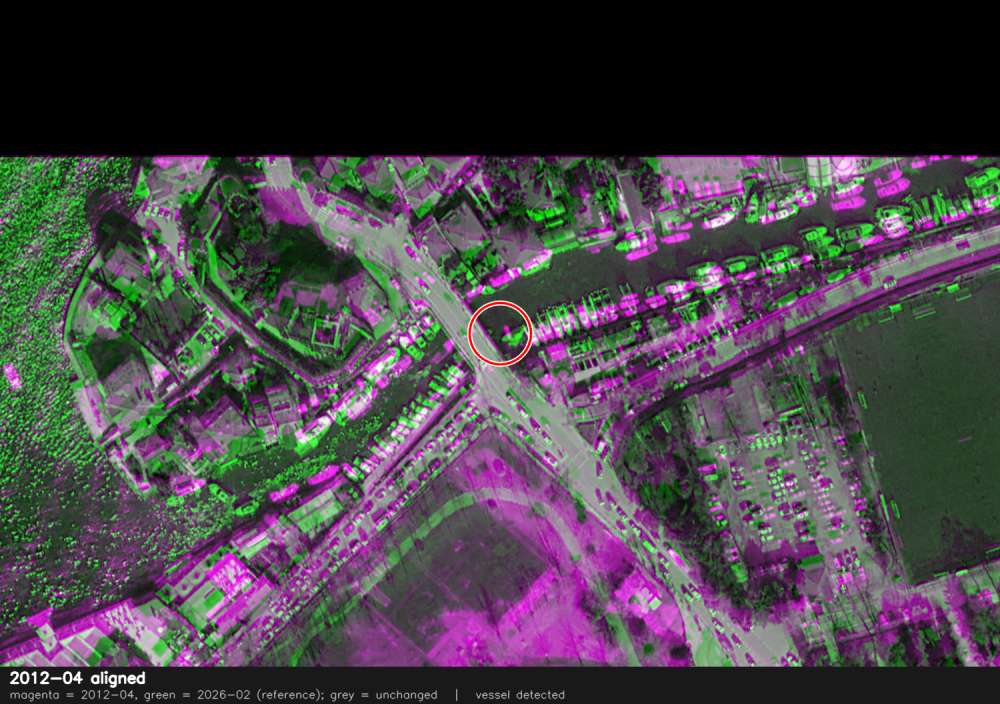 2012-04 aligned
magenta = 2012-04, green = 2026-02 (reference); grey = unchanged | vessel detected